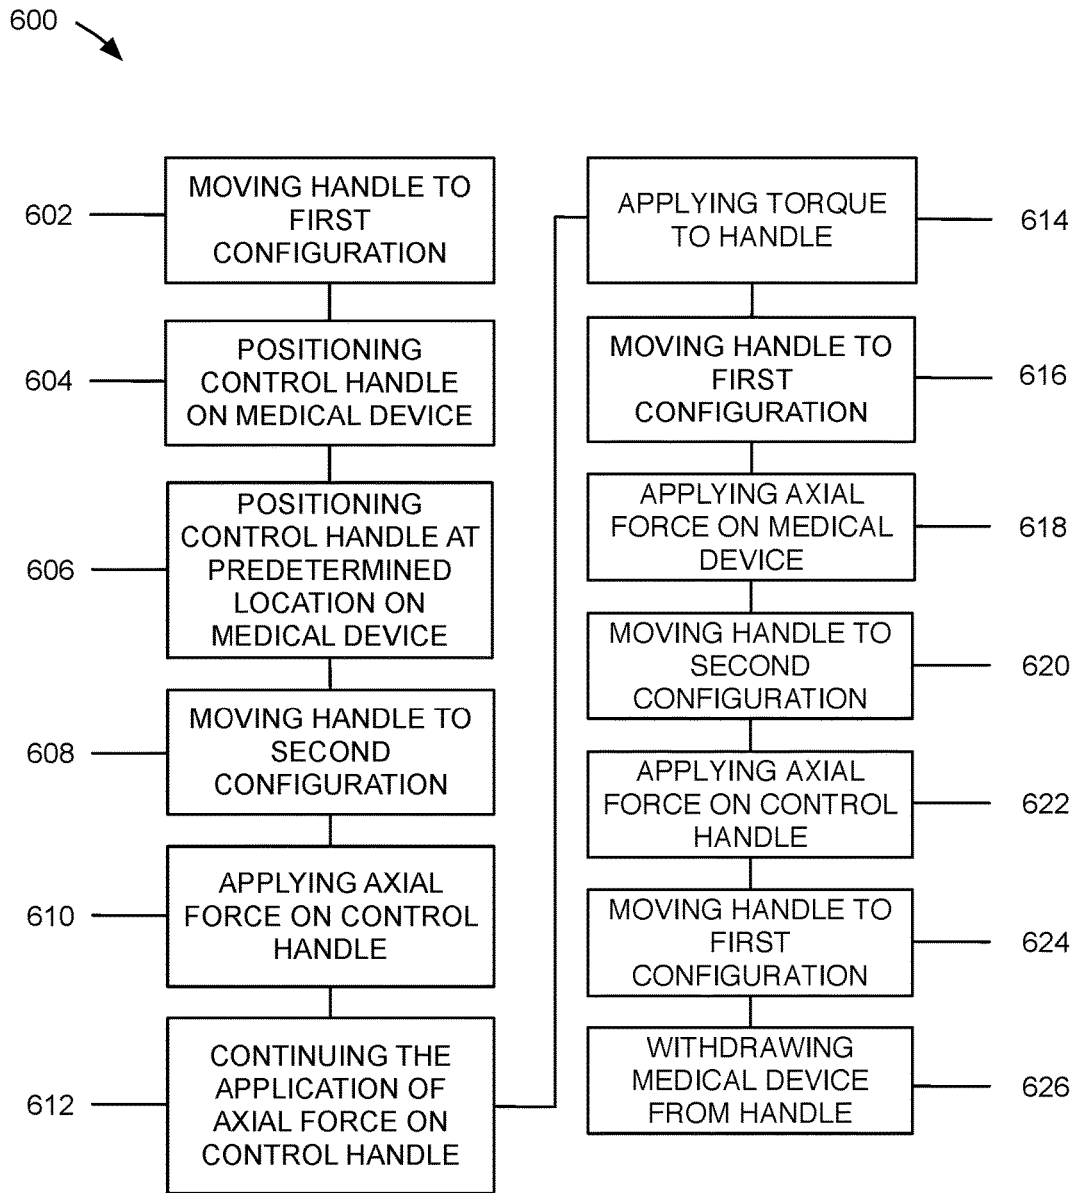 600
602
MOVING HANDLE TO
FIRST
CONFIGURATION
604
POSITIONING
CONTROL HANDLE
ON MEDICAL DEVICE
606
POSITIONING
CONTROL HANDLE AT
PREDETERMINED
LOCATION ON
MEDICAL DEVICE
608
MOVING HANDLE TO
SECOND
CONFIGURATION
610
APPLYING AXIAL
FORCE ON CONTROL
HANDLE
612
CONTINUING THE
APPLICATION OF
AXIAL FORCE ON
CONTROL HANDLE
APPLYING TORQUE
TO HANDLE
614
MOVING HANDLE TO
FIRST
CONFIGURATION
616
APPLYING AXIAL
FORCE ON MEDICAL
DEVICE
618
MOVING HANDLE TO
SECOND
CONFIGURATION
620
APPLYING AXIAL
FORCE ON CONTROL
HANDLE
622
MOVING HANDLE TO
FIRST
CONFIGURATION
624
WITHDRAWING
MEDICAL DEVICE
FROM HANDLE
626